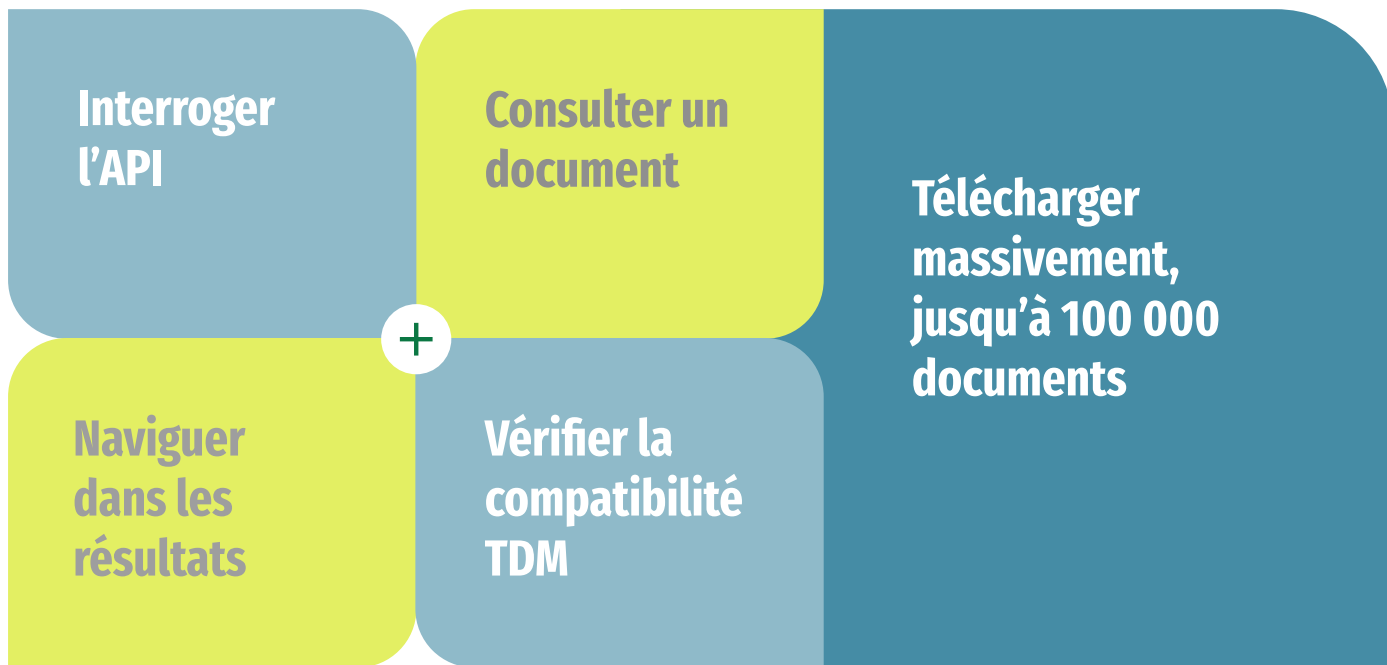 Interroger
l’API
Consulter un
document
Télécharger
massivement,
jusqu’à 100 000
documents
+
Naviguer
dans les
résultats
Vérifier la
compatibilité
TDM